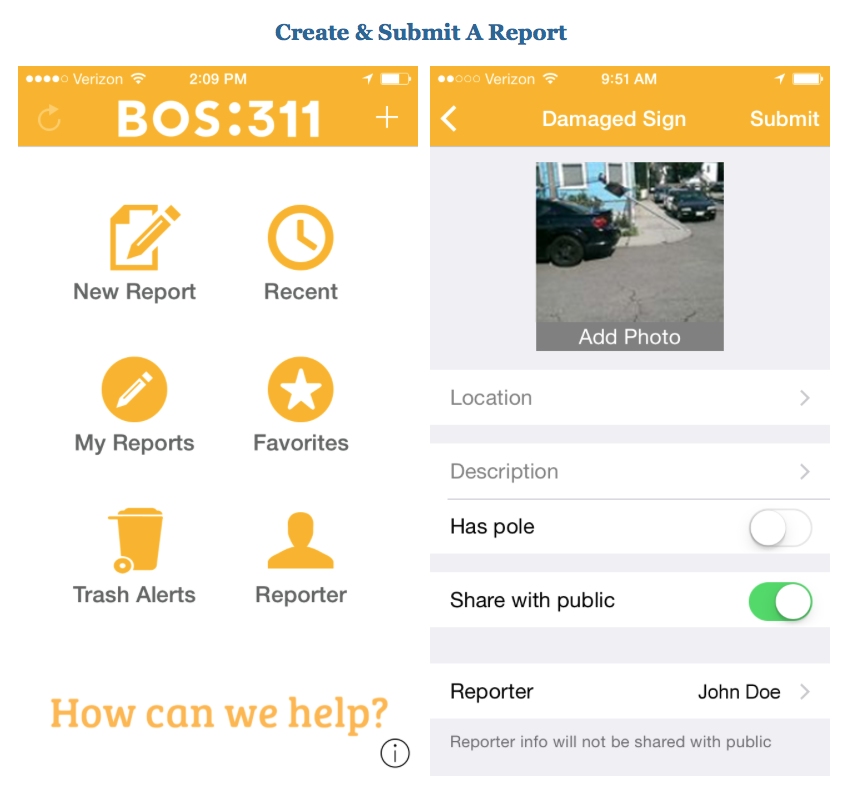 Create & Submit A Report
Verizon 2:09 PM
BOS:311
New Report Recent
My Reports Favorites
Trash Alerts Reporter
How can we help?
Verizon 9:51 AM
Damaged Sign Submit
Add Photo
Location
Description
Has pole
Share with public
Reporter John Doe
Reporter info will not be shared with public